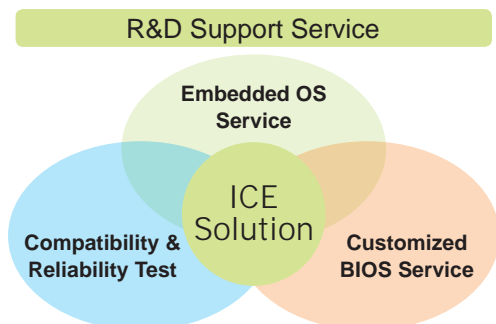 R&D Support Service
Embedded OS
Service
ICE
Solution
Compatibility &
Reliability Test
Customized
BIOS Service